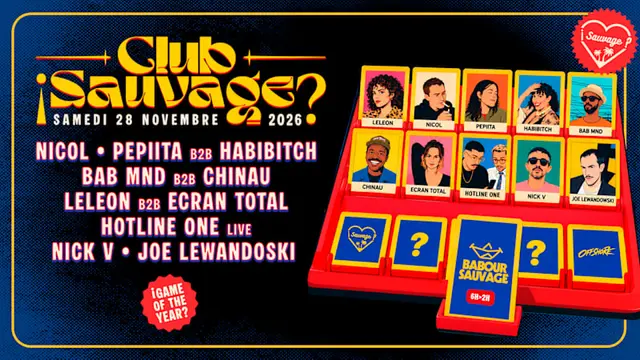 Club
¡Sauvage?
SAMEDI 28 NOVEMBRE 2026
NICOL • PEPIITA B2B HABIBITCH
BAB MND B2B CHINAU
LELEON B2B ECRAN TOTAL
HOTLINE ONE LIVE
NICK V • JOE LEWANDOSKI
¡GAME
OF THE
YEAR?
¡Sauvage?
LELEON
NICOL
PEPIITA
HABIBITCH
BAB MND
CHINAU
ECRAN TOTAL
HOTLINE ONE
NICK V
JOE LEWANDOWSKI
Sauvage
?
BABOUR
SAUVAGE
6H>2H
?
OFFSHORE